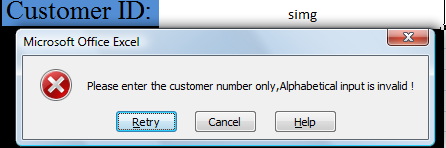 Customer ID: simg
Microsoft Office Excel
Please enter the customer number only,Alphabetical input is invalid !
Retry Cancel Help